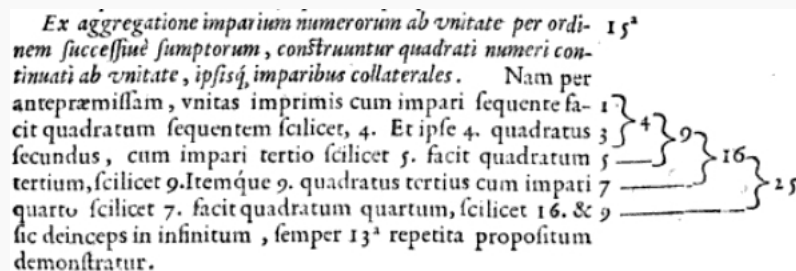 Ex aggregatione imparium numerorum ab vnitate per ordi- 15ᵃ
nem ſucceſſiuè ſumptorum, conſtruuntur quadrati numeri con-
tinuati ab vnitate, ipſisq́, imparibus collaterales. Nam per
antepræmiſſam, vnitas imprimis cum impari ſequente fa- 1
cit quadratum ſequentem ſcilicet, 4. Et ipſe 4. quadratus 3 4 9
ſecundus, cum impari tertio ſcilicet 5. facit quadratum 5 16
tertium, ſcilicet 9. Itemq́ue 9. quadratus tertius cum impari 7 25
quarto ſcilicet 7. facit quadratum quartum, ſcilicet 16. & 9
ſic deinceps in infinitum, ſemper 13ᵃ repetita propoſitum
demonſtratur.